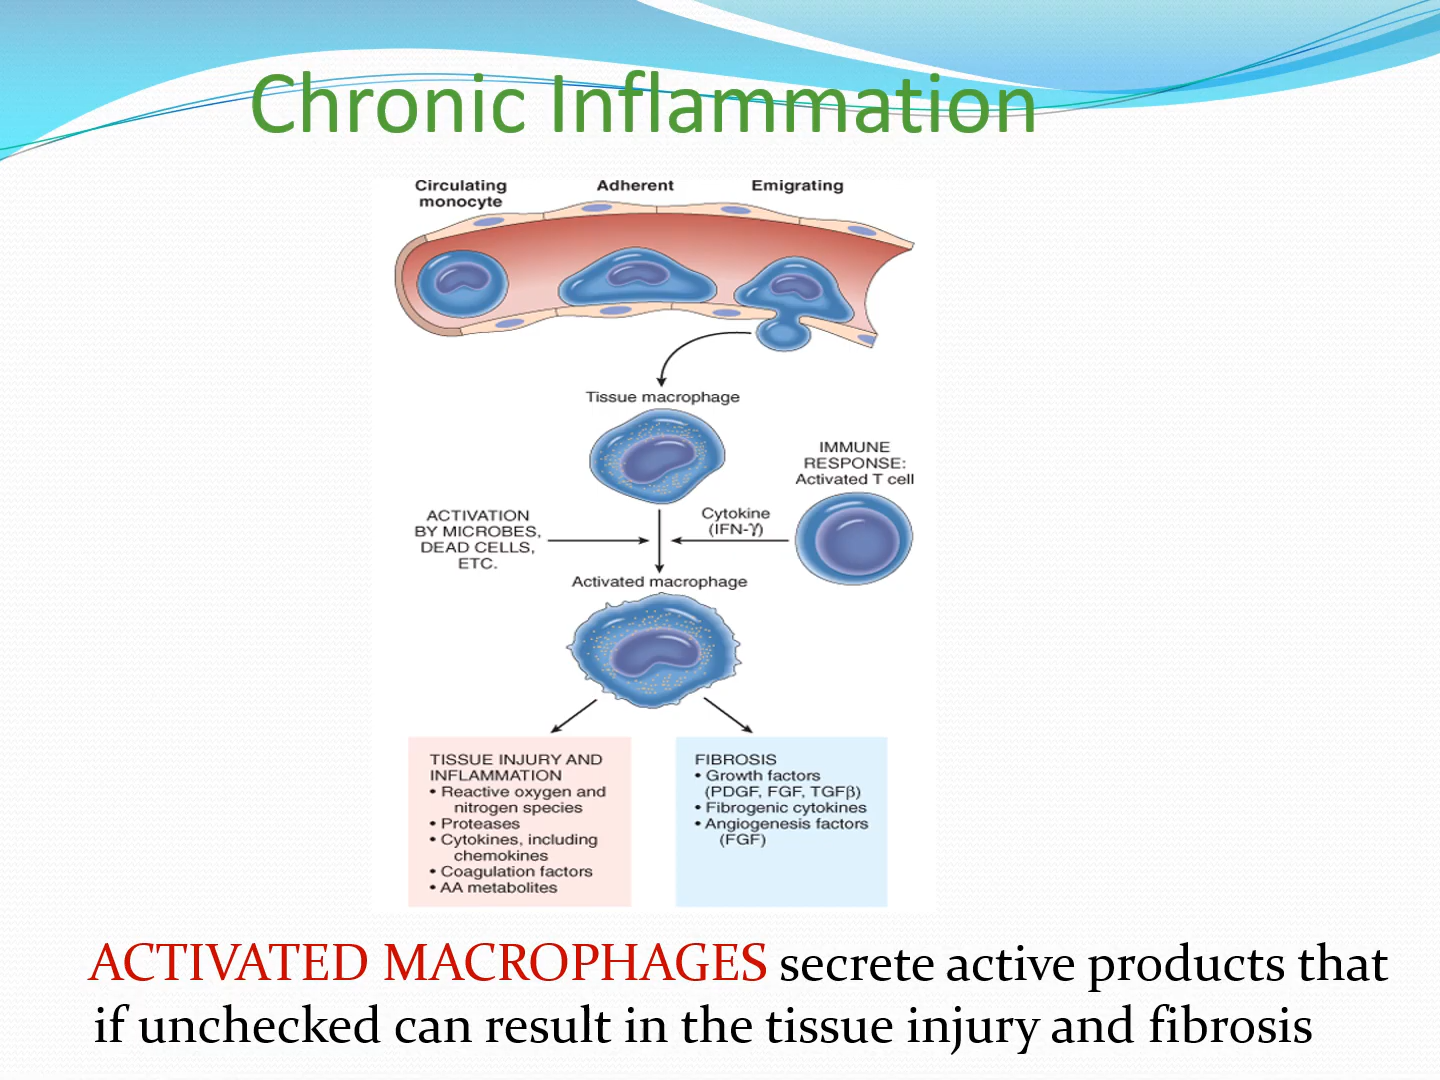 Chronic Inflammation
Circulating
monocyte
Adherent
Emigrating
Tissue macrophage
IMMUNE
RESPONSE:
Activated T cell
ACTIVATION
BY MICROBES,
DEAD CELLS,
ETC.
Cytokine
(IFN-γ)
Activated macrophage
TISSUE INJURY AND
INFLAMMATION
• Reactive oxygen and
nitrogen species
• Proteases
• Cytokines, including
chemokines
• Coagulation factors
• AA metabolites
FIBROSIS
• Growth factors
(PDGF, FGF, TGFβ)
• Fibrogenic cytokines
• Angiogenesis factors
(FGF)
ACTIVATED MACROPHAGES secrete active products that
if unchecked can result in the tissue injury and fibrosis